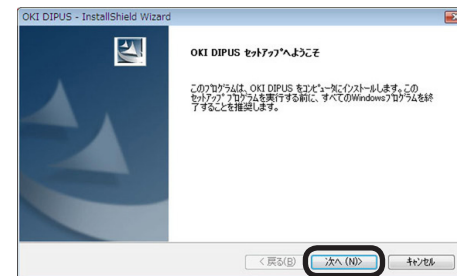 OKI DIPUS - InstallShield Wizard
OKI DIPUS ｾｯﾄｱｯﾌﾟへようこそ
このﾌﾟﾛｸﾞﾗﾑは、OKI DIPUS をｺﾝﾋﾟｭｰﾀにｲﾝｽﾄｰﾙします。この
ｾｯﾄｱｯﾌﾟ ﾌﾟﾛｸﾞﾗﾑを実行する前に、すべてのWindowsﾌﾟﾛｸﾞﾗﾑを終
了することを推奨します。
< 戻る(B)
次へ (N)>
ｷｬﾝｾﾙ